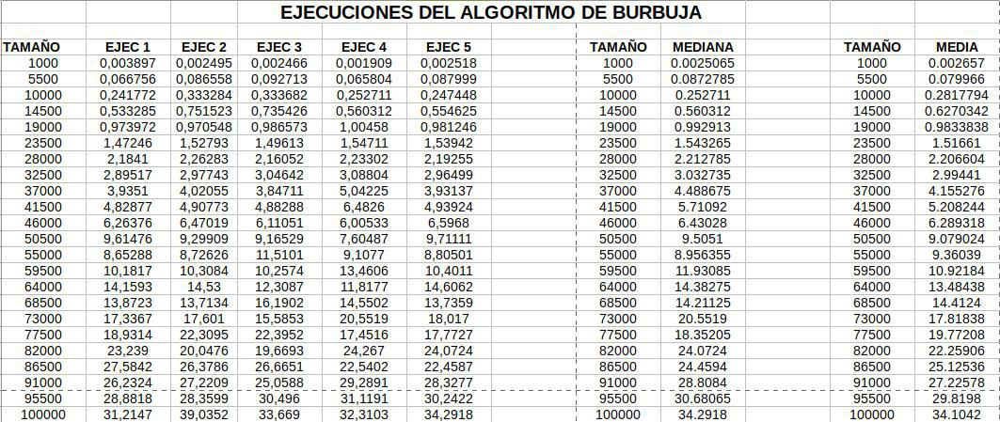 EJECUCIONES DEL ALGORITMO DE BURBUJA
TAMAÑO EJEC 1 EJEC 2 EJEC 3 EJEC 4 EJEC 5 TAMAÑO MEDIANA TAMAÑO MEDIA
1000 0,003897 0,002495 0,002466 0,001909 0,002518 1000 0.0025065 1000 0.002657
5500 0,066756 0,086558 0,092713 0,065804 0,087999 5500 0.0872785 5500 0.079966
10000 0,241772 0,333284 0,333682 0,252711 0,247448 10000 0.252711 10000 0.2817794
14500 0,533285 0,751523 0,735426 0,560312 0,554625 14500 0.560312 14500 0.6270342
19000 0,973972 0,970548 0,986573 1,00458 0,981246 19000 0.992913 19000 0.9833838
23500 1,47246 1,52793 1,49613 1,54711 1,53942 23500 1.543265 23500 1.51661
28000 2,1841 2,26283 2,16052 2,23302 2,19255 28000 2.212785 28000 2.206604
32500 2,89517 2,97743 3,04642 3,08804 2,96499 32500 3.032735 32500 2.99441
37000 3,9351 4,02055 3,84711 5,04225 3,93137 37000 4.488675 37000 4.155276
41500 4,82877 4,90773 4,88288 6,4826 4,93924 41500 5.71092 41500 5.208244
46000 6,26376 6,47019 6,11051 6,00533 6,5968 46000 6.43028 46000 6.289318
50500 9,61476 9,29909 9,16529 7,60487 9,71111 50500 9.5051 50500 9.079024
55000 8,65288 8,72626 11,5101 9,1077 8,80501 55000 8.956355 55000 9.36039
59500 10,1817 10,3084 10,2574 13,4606 10,4011 59500 11.93085 59500 10.92184
64000 14,1593 14,53 12,3087 11,8177 14,6062 64000 14.38275 64000 13.48438
68500 13,8723 13,7134 16,1902 14,5502 13,7359 68500 14.21125 68500 14.4124
73000 17,3367 17,601 15,5853 20,5519 18,017 73000 20.5519 73000 17.81838
77500 18,9314 22,3095 22,3952 17,4516 17,7727 77500 18.35205 77500 19.77208
82000 23,239 20,0476 19,6693 24,267 24,0724 82000 24.0724 82000 22.25906
86500 27,5842 26,3786 26,6651 22,5402 22,4587 86500 24.4594 86500 25.12536
91000 26,2324 27,2209 25,0588 29,2891 28,3277 91000 28.8084 91000 27.22578
95500 28,8818 28,3599 30,496 31,1191 30,2422 95500 30.68065 95500 29.8198
100000 31,2147 39,0352 33,669 32,3103 34,2918 100000 34.2918 100000 34.1042